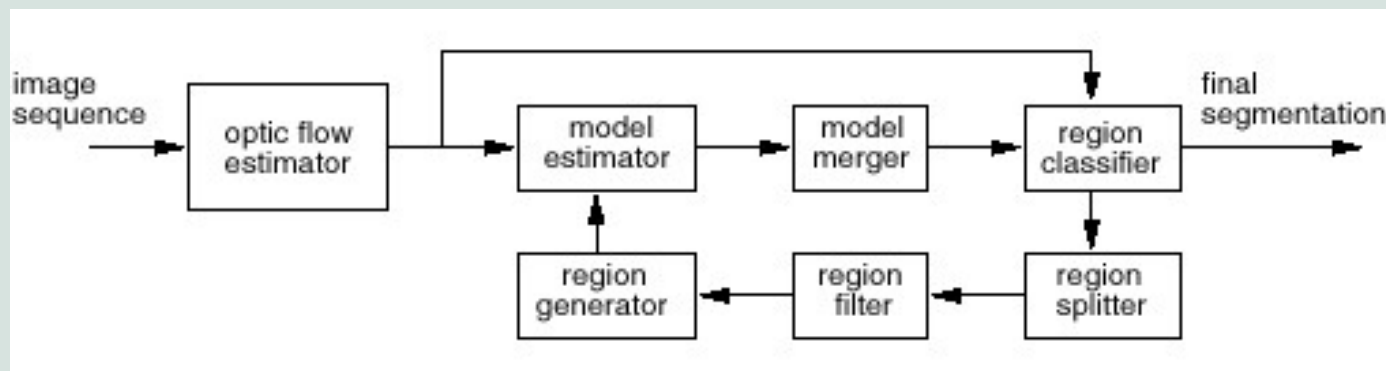 image
sequence
optic flow
estimator
model
estimator
model
merger
region
classifier
final
segmentation
region
generator
region
filter
region
splitter